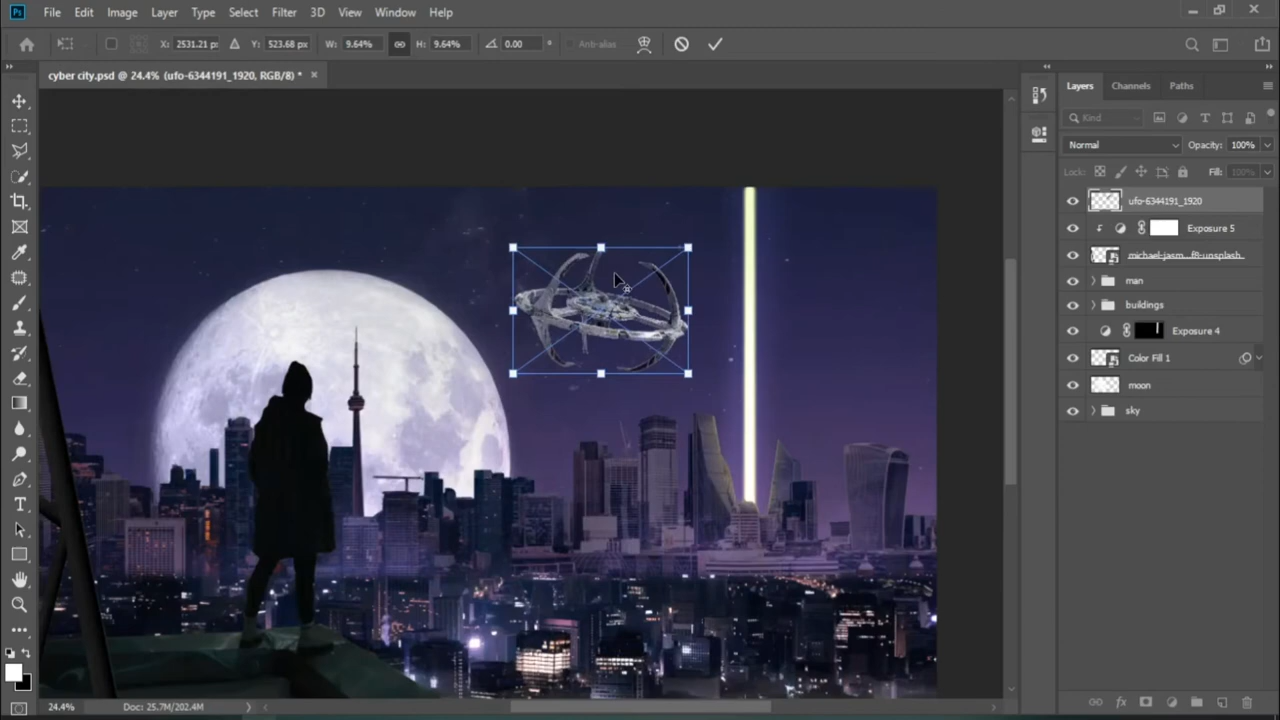 Ps File Edit Image Layer Type Select Filter 3D View Window Help
X: 2531.21 px Y: 523.68 px W: 9.64% H: 9.64% 0.00 ° Anti-alias
cyber city.psd @ 24.4% (ufo-6344191_1920, RGB/8) *
Layers Channels Paths
Kind
Normal Opacity: 100%
Lock: Fill: 100%
ufo-6344191_1920
Exposure 5
michael-jasm...f8-unsplash
man
buildings
Exposure 4
Color Fill 1
moon
sky
24.4% Doc: 25.7M/202.4M